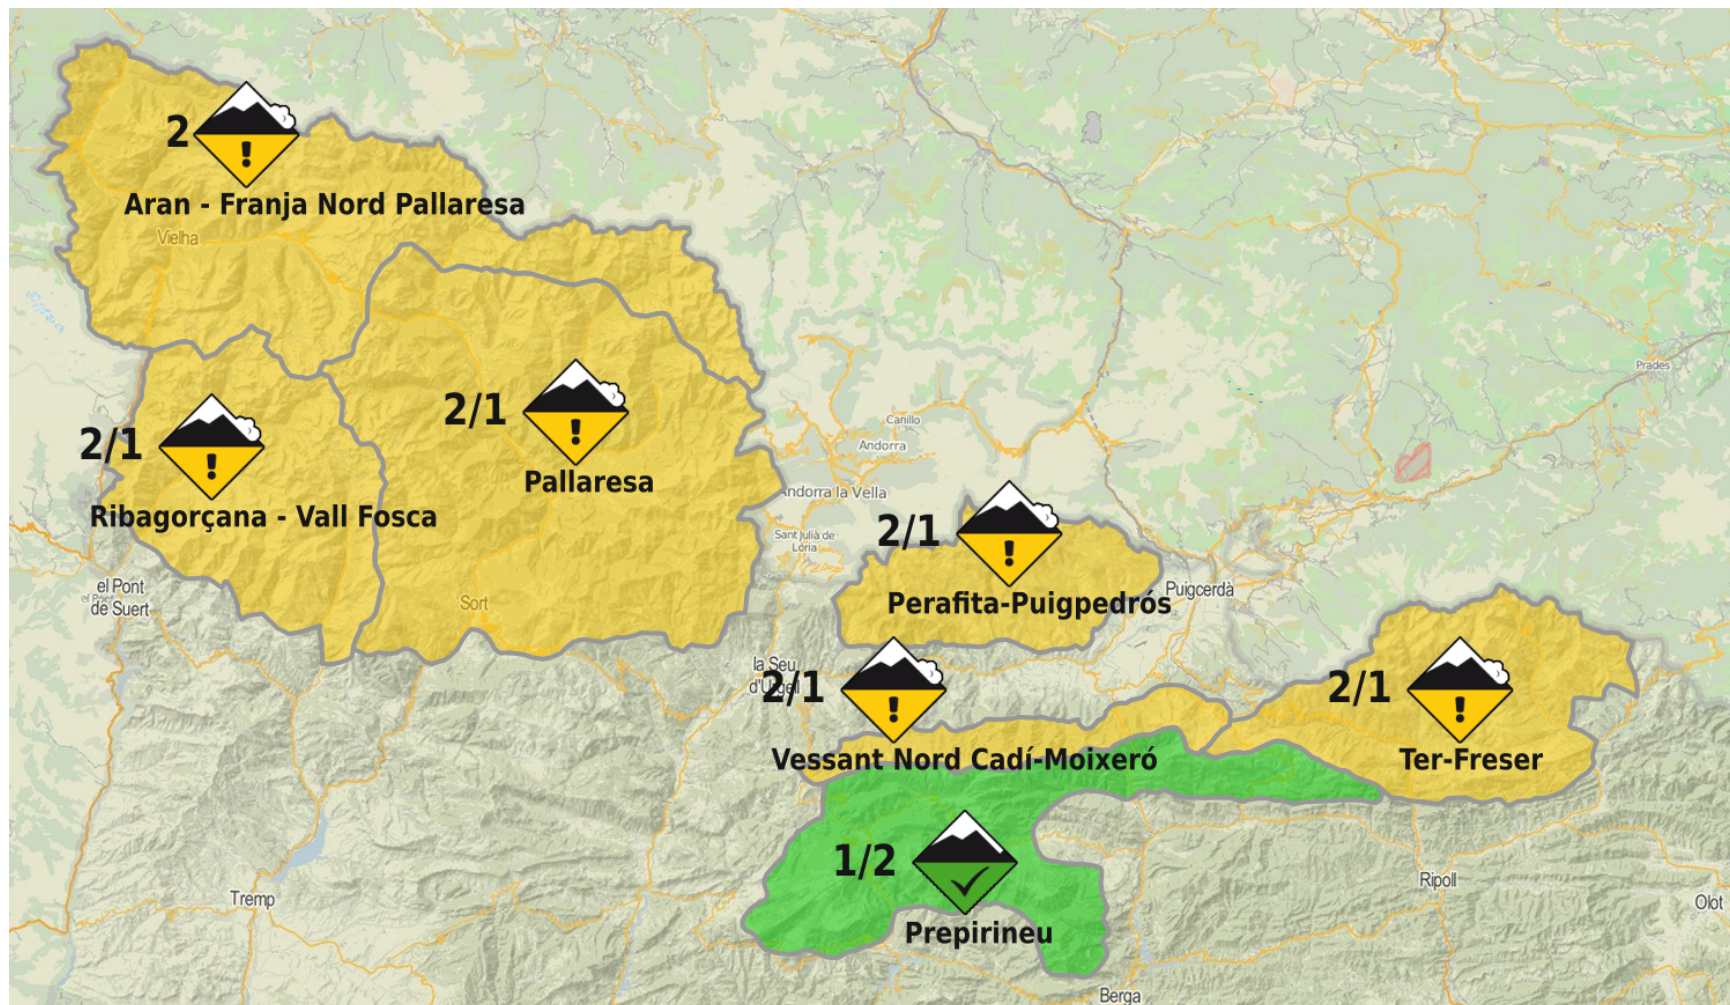 2
Aran - Franja Nord Pallaresa
Vielha
Prades
2/1
Pallaresa
2/1
Ribagorçana - Vall Fosca
Canillo
Andorra
Andorra la Vella
2/1
Perafita-Puigpedrós
Sant Julià de
Lòria
el Pont
de Suert
Sort
Puigcerdà
la Seu
d'Urgell
2/1
Vessant Nord Cadí-Moixeró
2/1
Ter-Freser
1/2
Prepirineu
Tremp
Ripoll
Olot
Berga